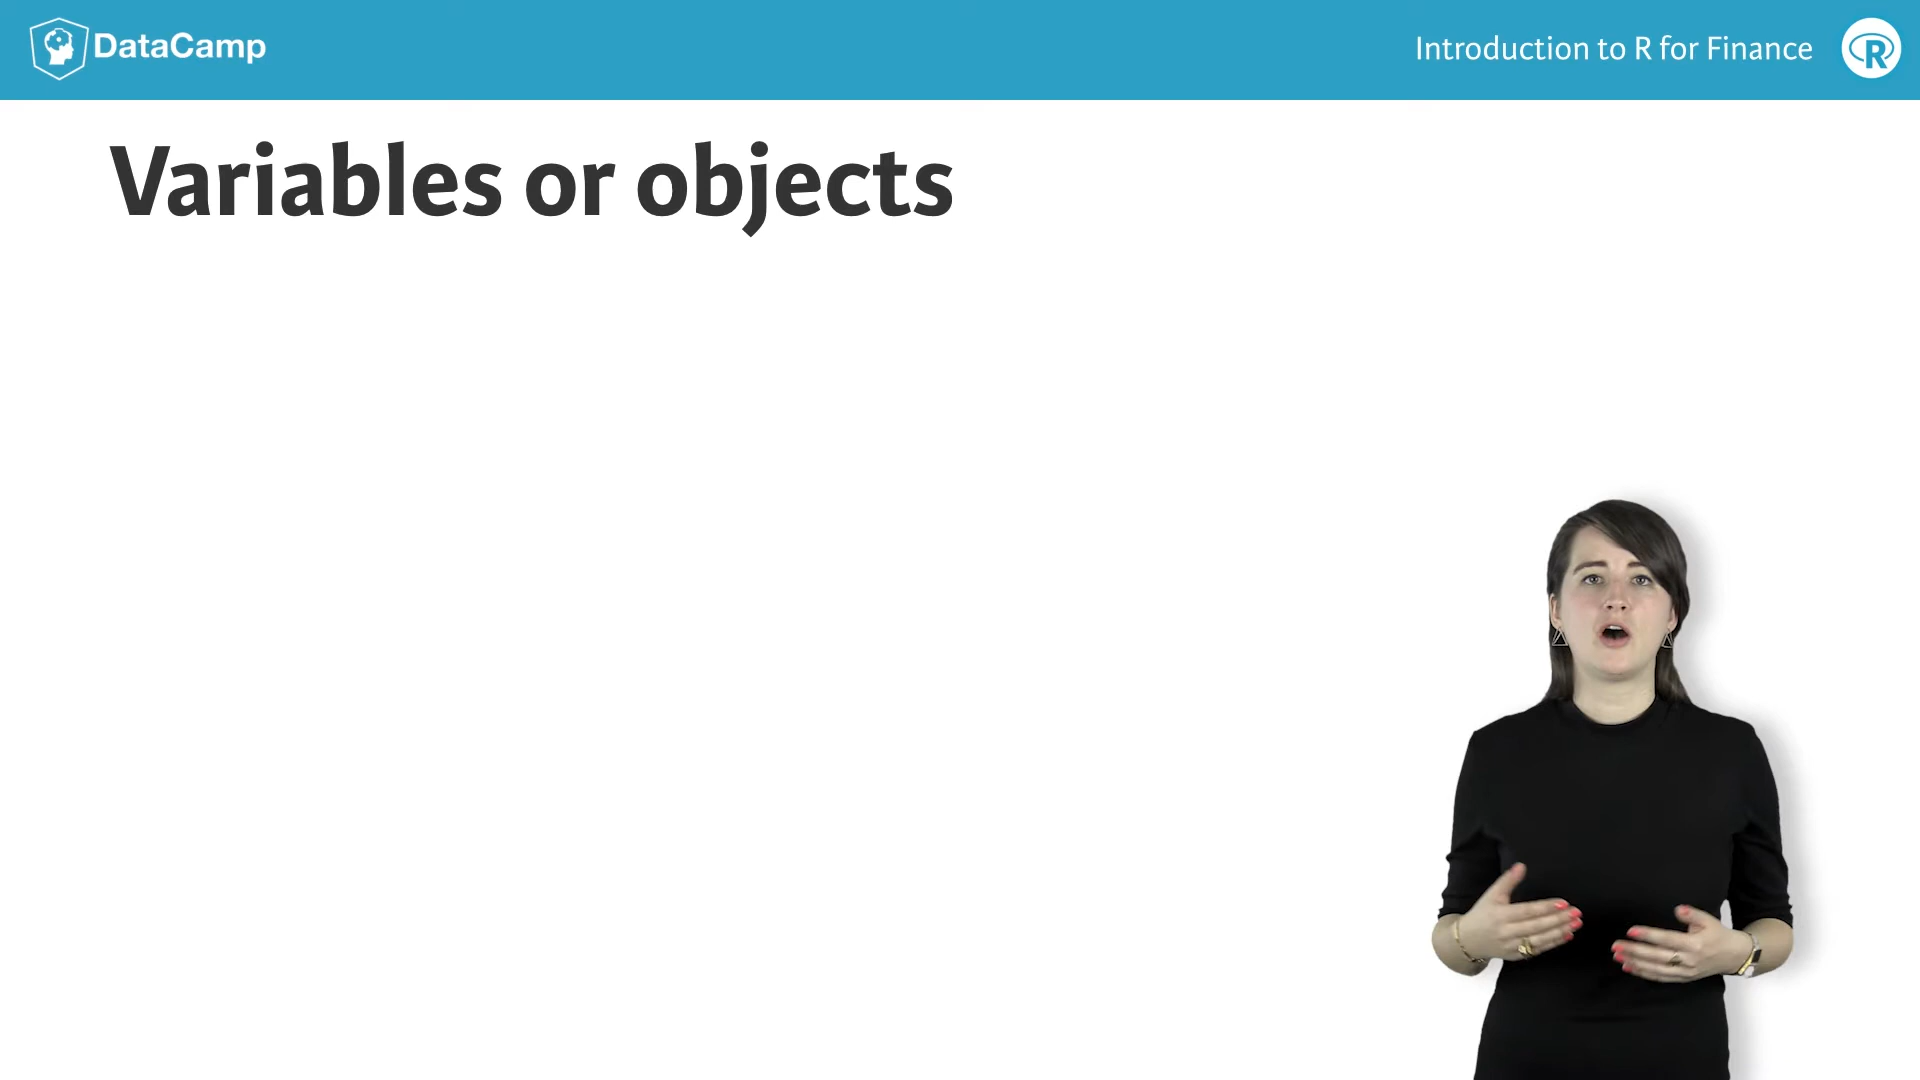 DataCamp
Introduction to R for Finance
R
Variables or objects